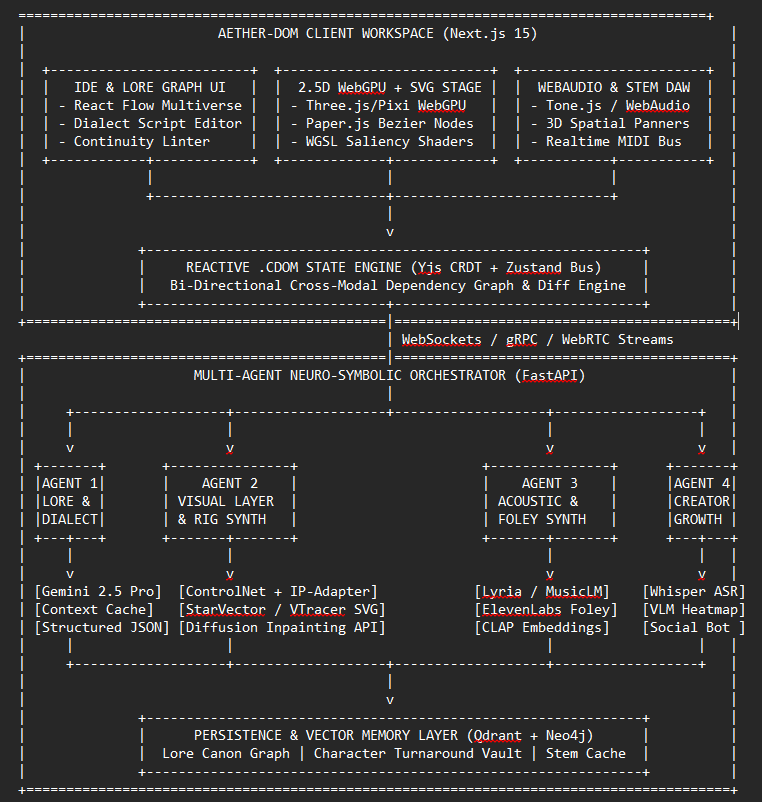 AETHER-DOM CLIENT WORKSPACE (Next.js 15)
IDE & LORE GRAPH UI
- React Flow Multiverse
- Dialect Script Editor
- Continuity Linter
2.5D WebGPU + SVG STAGE
- Three.js/Pixi WebGPU
- Paper.js Bezier Nodes
- WGSL Saliency Shaders
WEBAUDIO & STEM DAW
- Tone.js / WebAudio
- 3D Spatial Panners
- Realtime MIDI Bus
v
REACTIVE .CDOM STATE ENGINE (Yjs CRDT + Zustand Bus)
Bi-Directional Cross-Modal Dependency Graph & Diff Engine
WebSockets / gRPC / WebRTC Streams
MULTI-AGENT NEURO-SYMBOLIC ORCHESTRATOR (FastAPI)
v v v v
AGENT 1
LORE &
DIALECT
AGENT 2
VISUAL LAYER
& RIG SYNTH
AGENT 3
ACOUSTIC &
FOLEY SYNTH
AGENT 4
CREATOR
GROWTH
v v v v
[Gemini 2.5 Pro]
[Context Cache]
[Structured JSON]
[ControlNet + IP-Adapter]
[StarVector / VTracer SVG]
[Diffusion Inpainting API]
[Lyria / MusicLM]
[ElevenLabs Foley]
[CLAP Embeddings]
[Whisper ASR]
[VLM Heatmap]
[Social Bot ]
v
PERSISTENCE & VECTOR MEMORY LAYER (Qdrant + Neo4j)
Lore Canon Graph | Character Turnaround Vault | Stem Cache